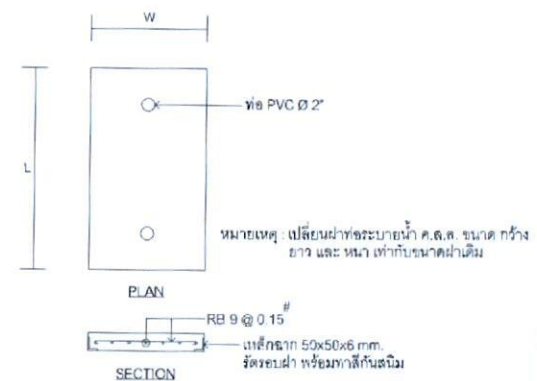 W
ท่อ PVC Ø 2"
L
หมายเหตุ : เปลี่ยนฝาท่อระบายน้ำ ค.ส.ล. ขนาด กว้าง
ยาว และ หนา เท่ากับขนาดฝาเดิม
PLAN
RB 9 @ 0.15 #
เหล็กฉาก 50x50x6 mm.
รัดรอบฝา พร้อมทาสีกันสนิม
SECTION